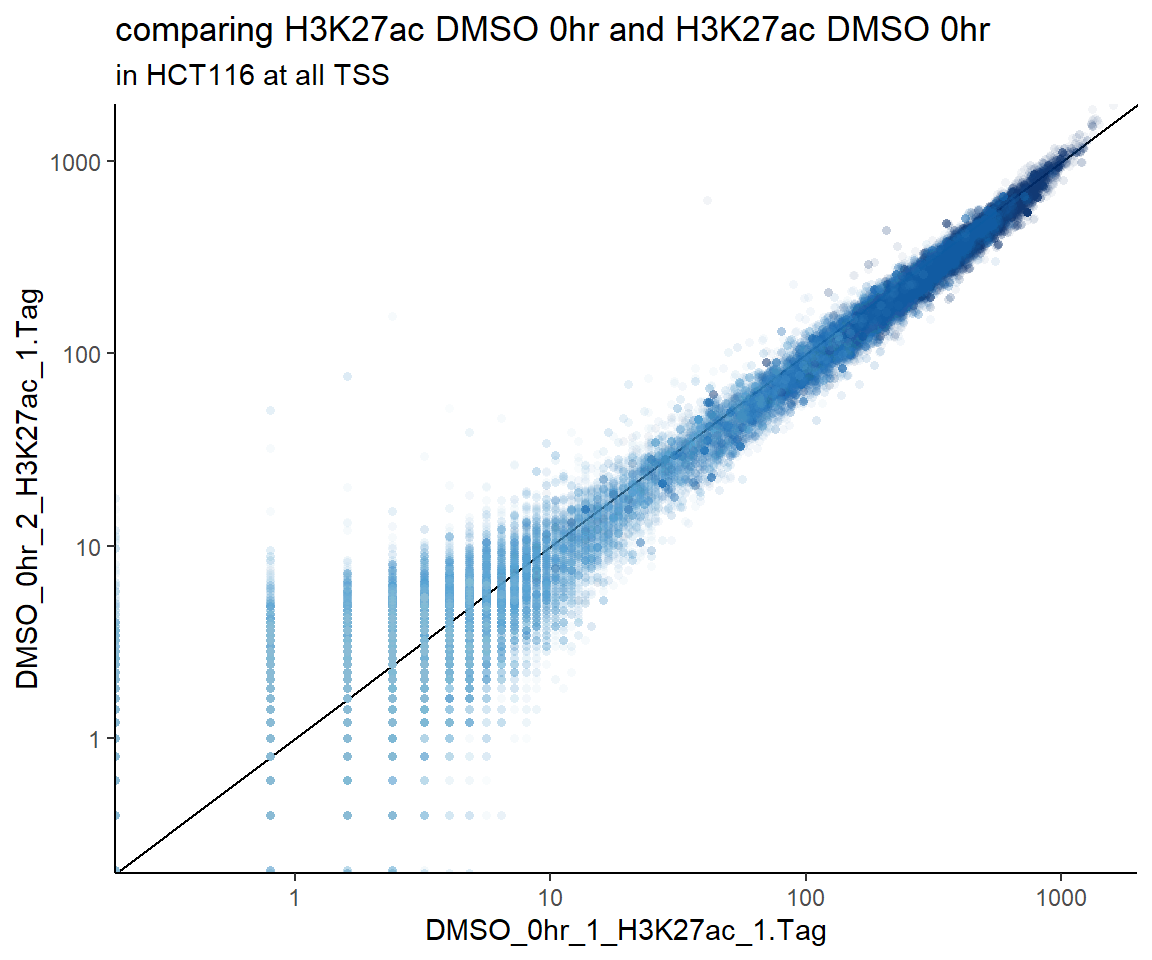 comparing H3K27ac DMSO 0hr and H3K27ac DMSO 0hr
in HCT116 at all TSS
DMSO_0hr_2_H3K27ac_1.Tag
1000
100
10
1
1
10
100
1000
DMSO_0hr_1_H3K27ac_1.Tag